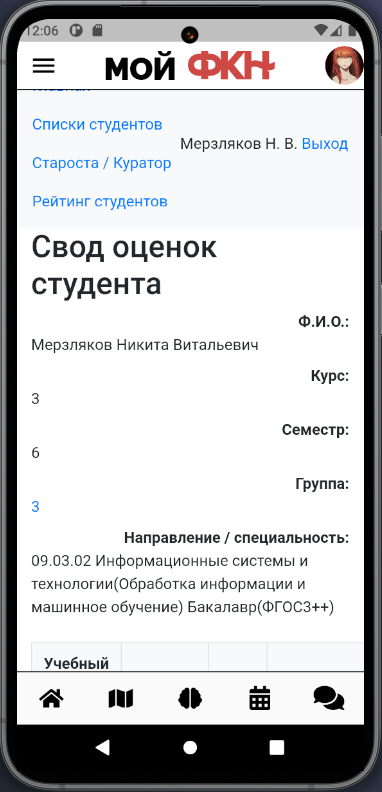 12:06
МОЙ ФКН
Списки студентов
Мерзляков Н. В. Выход
Староста / Куратор
Рейтинг студентов
Свод оценок
студента
Ф.И.О.:
Мерзляков Никита Витальевич
Курс:
3
Семестр:
6
Группа:
3
Направление / специальность:
09.03.02 Информационные системы и
технологии(Обработка информации и
машинное обучение) Бакалавр(ФГОС3++)
Учебный